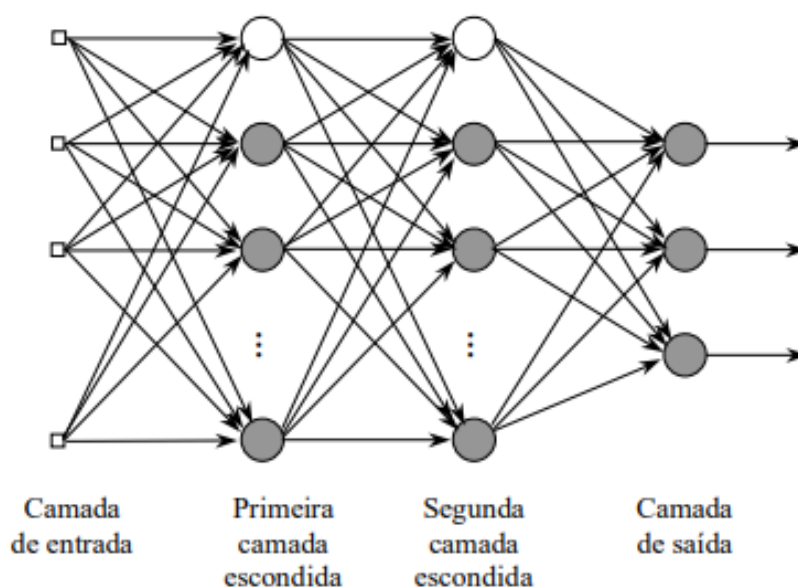 Camada
de entrada
Primeira
camada
escondida
Segunda
camada
escondida
Camada
de saída